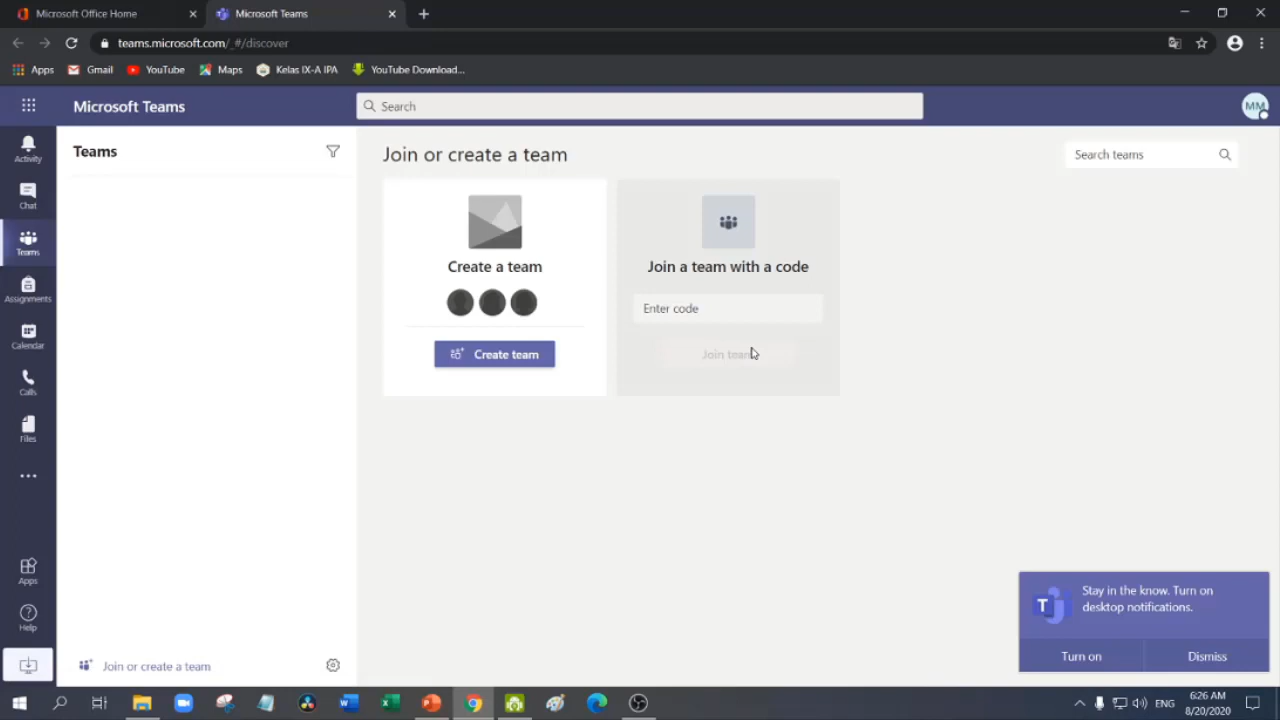 Microsoft Office Home
Microsoft Teams
teams.microsoft.com/_#/discover
Apps
Gmail
YouTube
Maps
Kelas IX-A IPA
YouTube Download...
Microsoft Teams
Search
MM
Activity
Chat
Teams
Assignments
Calendar
Calls
Files
Apps
Help
Teams
Join or create a team
Search teams
Create a team
Create team
Join a team with a code
Enter code
Join team
Join or create a team
Stay in the know. Turn on
desktop notifications.
Turn on
Dismiss
ENG
6:26 AM
8/20/2020